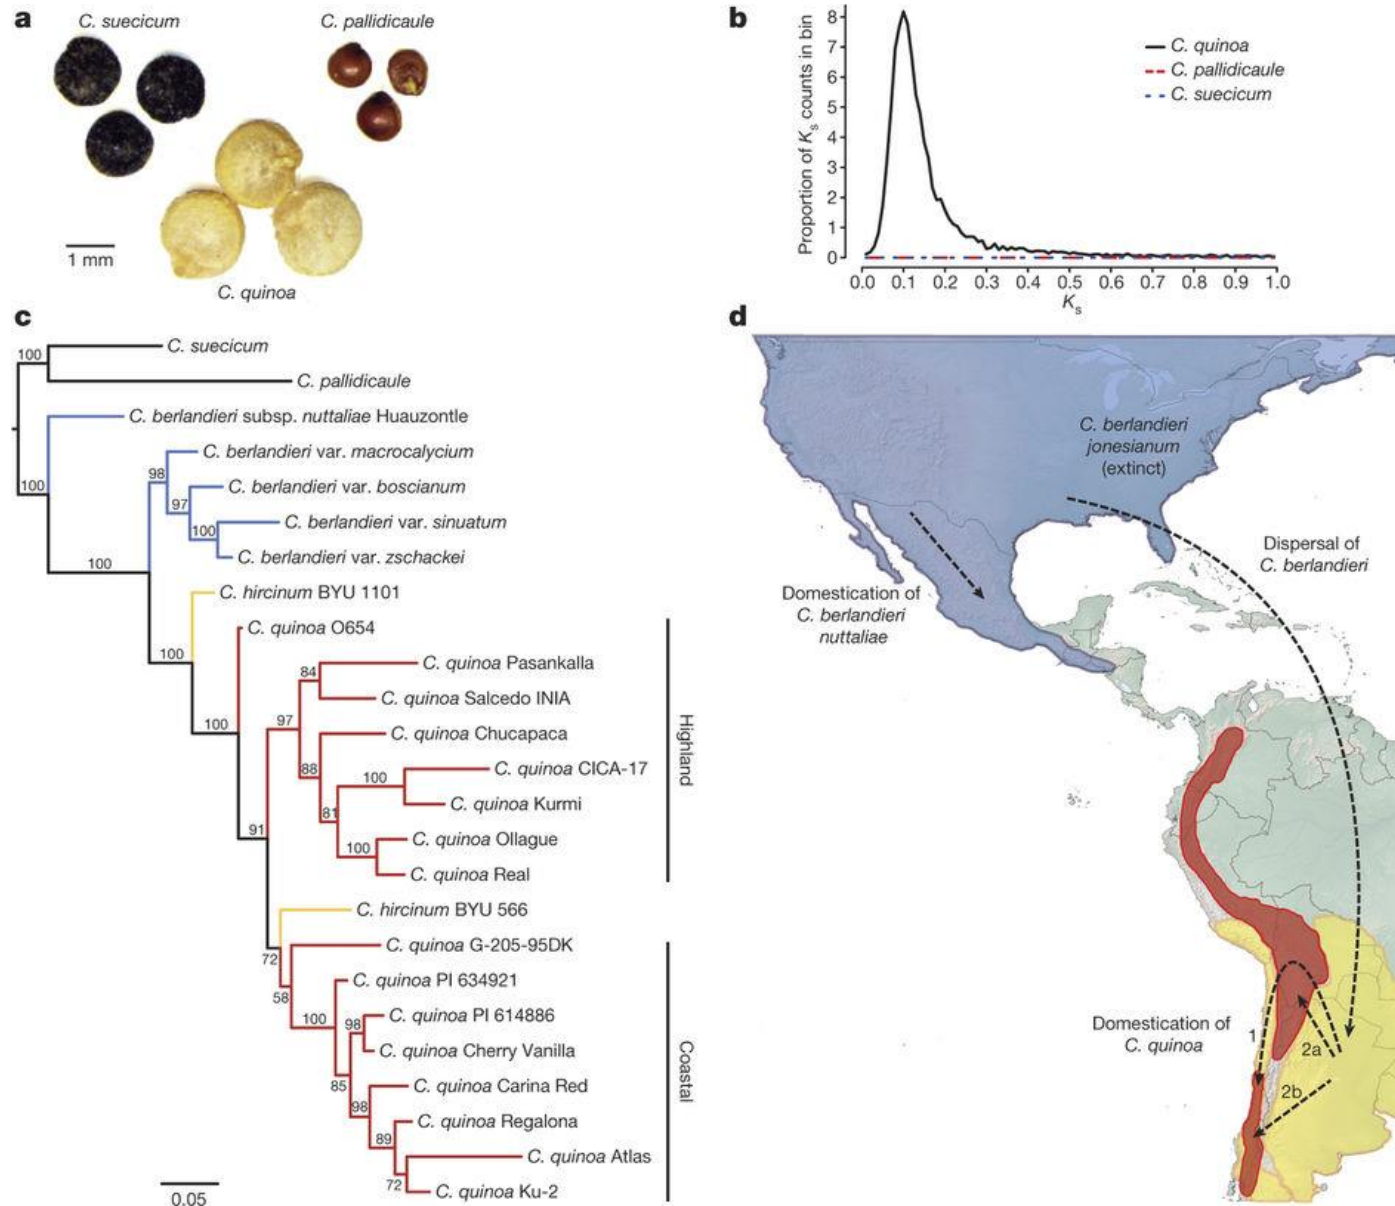 a
C. suecicum
C. pallidicaule
1 mm
C. quinoa
b
Proportion of Ks counts in bin
8
7
6
5
4
3
2
1
0
0.0 0.1 0.2 0.3 0.4 0.5 0.6 0.7 0.8 0.9 1.0
Ks
C. quinoa
C. pallidicaule
C. suecicum
c
100
C. suecicum
C. pallidicaule
C. berlandieri subsp. nuttaliae Huauzontle
100
C. berlandieri var. macrocalycium
98
C. berlandieri var. boscianum
97
C. berlandieri var. sinuatum
100
C. berlandieri var. zschackei
100
C. hircinum BYU 1101
100
C. quinoa O654
100
C. quinoa Pasankalla
84
C. quinoa Salcedo INIA
97
C. quinoa Chucapaca
88
C. quinoa CICA-17
100
C. quinoa Kurmi
81
C. quinoa Ollague
100
C. quinoa Real
91
Highland
C. hircinum BYU 566
72
C. quinoa G-205-95DK
58
C. quinoa PI 634921
100
C. quinoa PI 614886
98
C. quinoa Cherry Vanilla
85
C. quinoa Carina Red
98
C. quinoa Regalona
89
C. quinoa Atlas
72
C. quinoa Ku-2
Coastal
0.05
d
C. berlandieri
jonesianum
(extinct)
Dispersal of
C. berlandieri
Domestication of
C. berlandieri
nuttaliae
Domestication of
C. quinoa
1
2a
2b